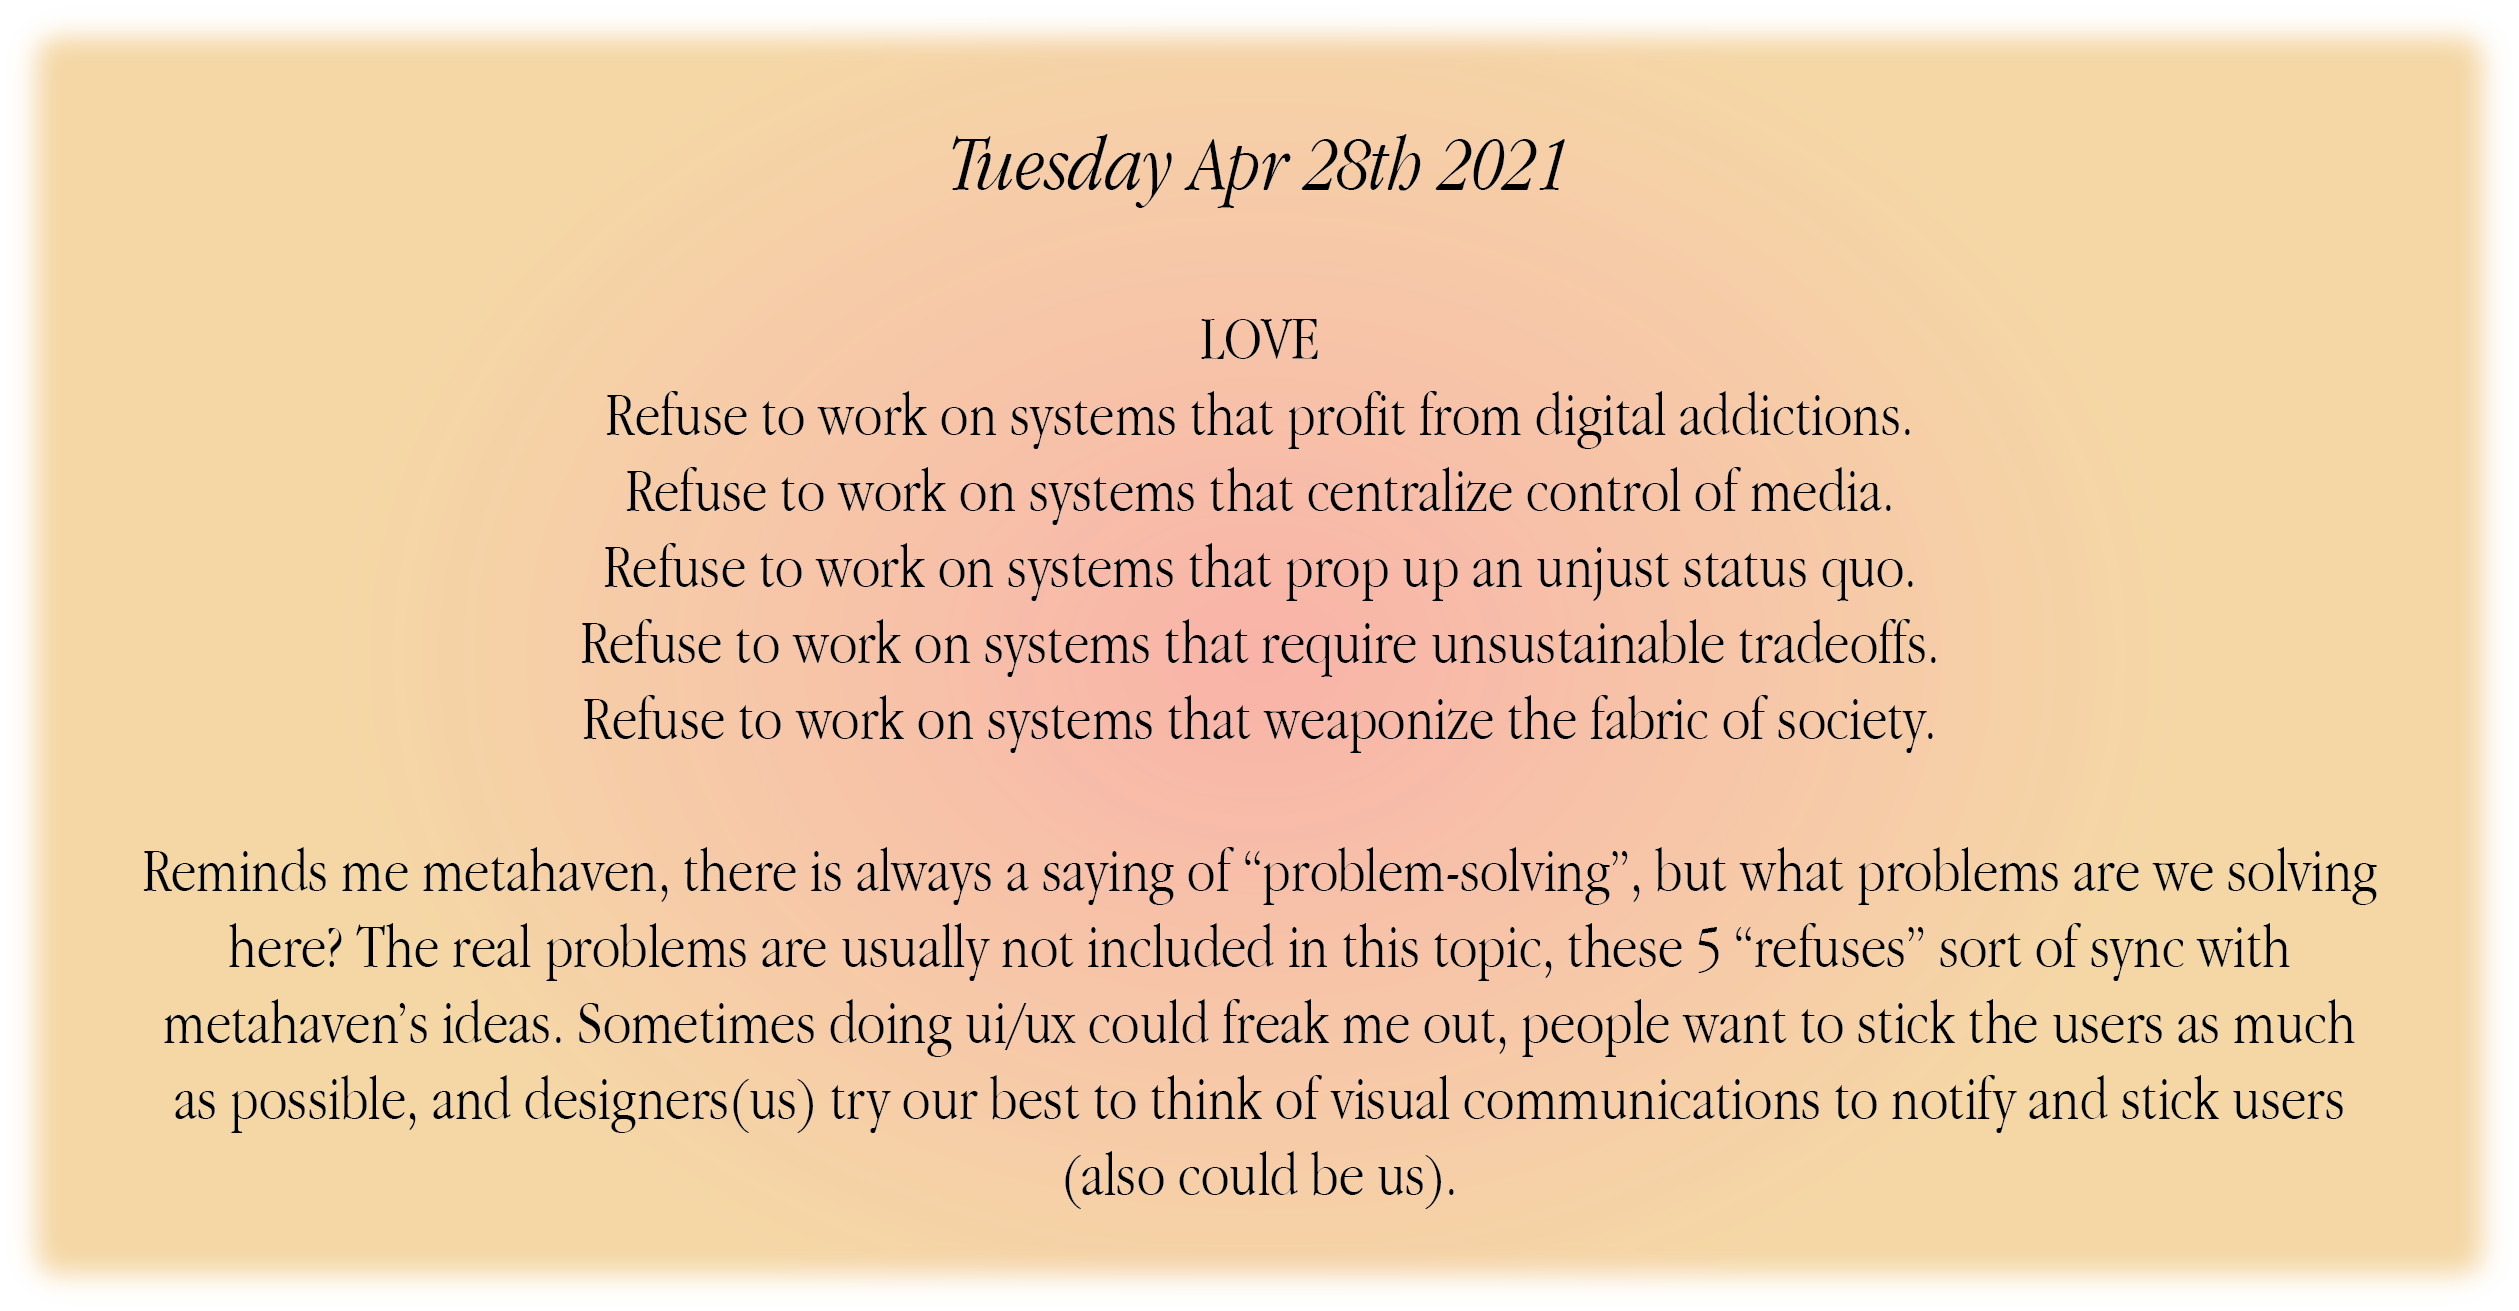 Tuesday Apr 28th 2021
LOVE
Refuse to work on systems that profit from digital addictions.
Refuse to work on systems that centralize control of media.
Refuse to work on systems that prop up an unjust status quo.
Refuse to work on systems that require unsustainable tradeoffs.
Refuse to work on systems that weaponize the fabric of society.
Reminds me metahaven, there is always a saying of “problem-solving”, but what problems are we solving
here? The real problems are usually not included in this topic, these 5 “refuses” sort of sync with
metahaven’s ideas. Sometimes doing ui/ux could freak me out, people want to stick the users as much
as possible, and designers(us) try our best to think of visual communications to notify and stick users
(also could be us).